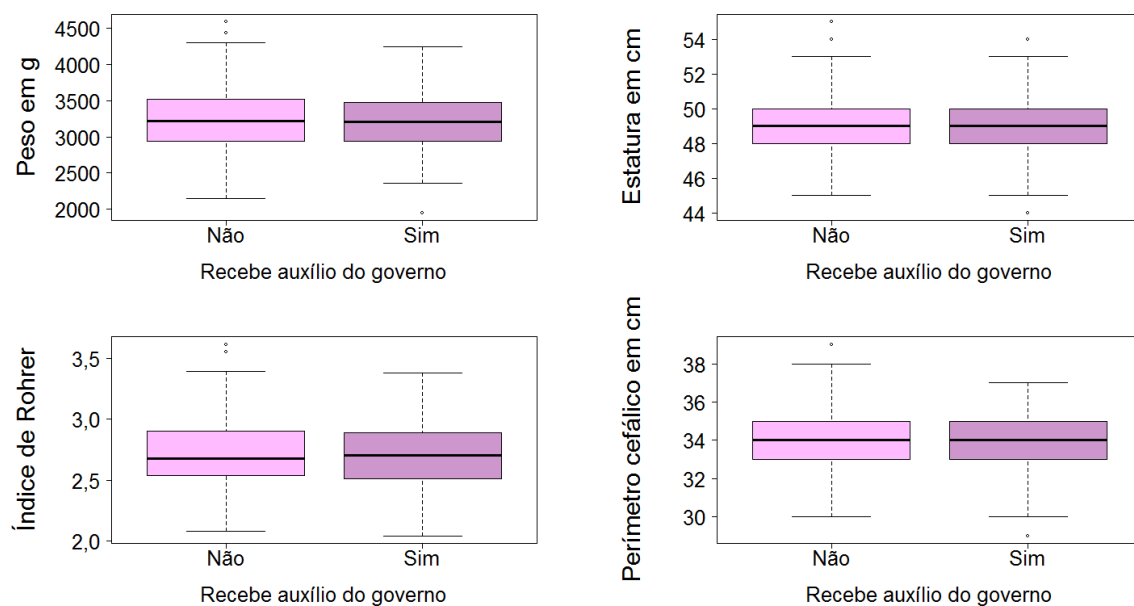 Peso em g
4500
4000
3500
3000
2500
2000
Não Sim
Recebe auxílio do governo
Estatura em cm
54
52
50
48
46
44
Não Sim
Recebe auxílio do governo
Índice de Rohrer
3,5
3,0
2,5
2,0
Não Sim
Recebe auxílio do governo
Perímetro cefálico em cm
38
36
34
32
30
Não Sim
Recebe auxílio do governo